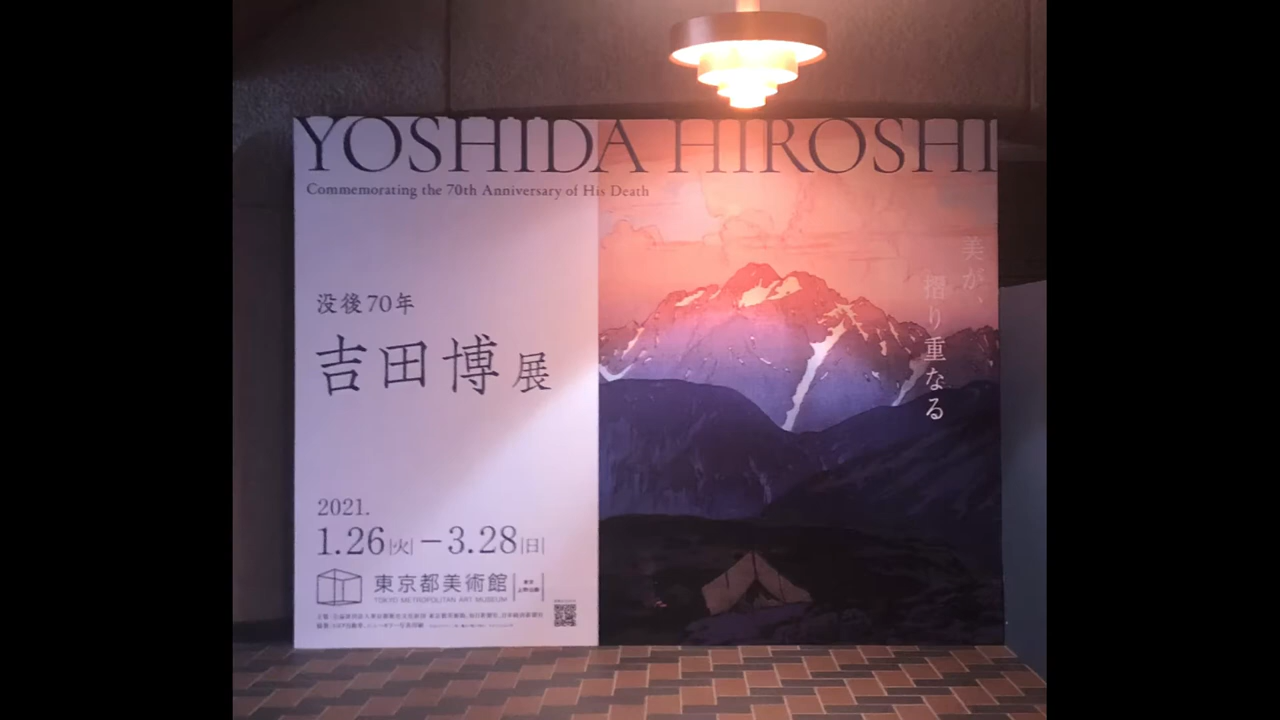 YOSHIDA HIROSHI
Commemorating the 70th Anniversary of His Death
美が、
摺り重なる
没後70年
吉田博展
2021.
1.26|火|－3.28|日|
東京都美術館
TOKYO METROPOLITAN ART MUSEUM